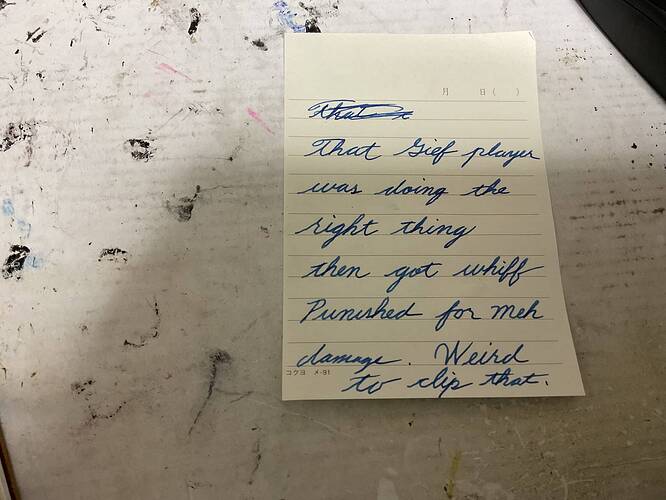 月 日( )
That
That Gief player
was doing the
right thing
then got whiff
Punished for meh
damage. Weird
コクヨ メ-91
to clip that.